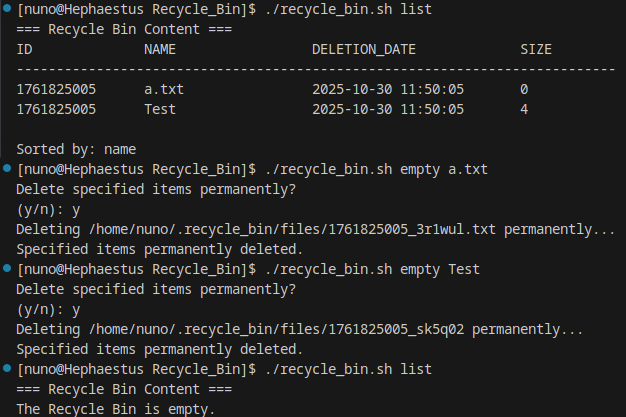 [nuno@Hephaestus Recycle_Bin]$ ./recycle_bin.sh list
=== Recycle Bin Content ===
ID NAME DELETION_DATE SIZE
---------------------------------------------------------------------------
1761825005 a.txt 2025-10-30 11:50:05 0
1761825005 Test 2025-10-30 11:50:05 4
Sorted by: name
[nuno@Hephaestus Recycle_Bin]$ ./recycle_bin.sh empty a.txt
Delete specified items permanently?
(y/n): y
Deleting /home/nuno/.recycle_bin/files/1761825005_3r1wul.txt permanently...
Specified items permanently deleted.
[nuno@Hephaestus Recycle_Bin]$ ./recycle_bin.sh empty Test
Delete specified items permanently?
(y/n): y
Deleting /home/nuno/.recycle_bin/files/1761825005_sk5q02 permanently...
Specified items permanently deleted.
[nuno@Hephaestus Recycle_Bin]$ ./recycle_bin.sh list
=== Recycle Bin Content ===
The Recycle Bin is empty.